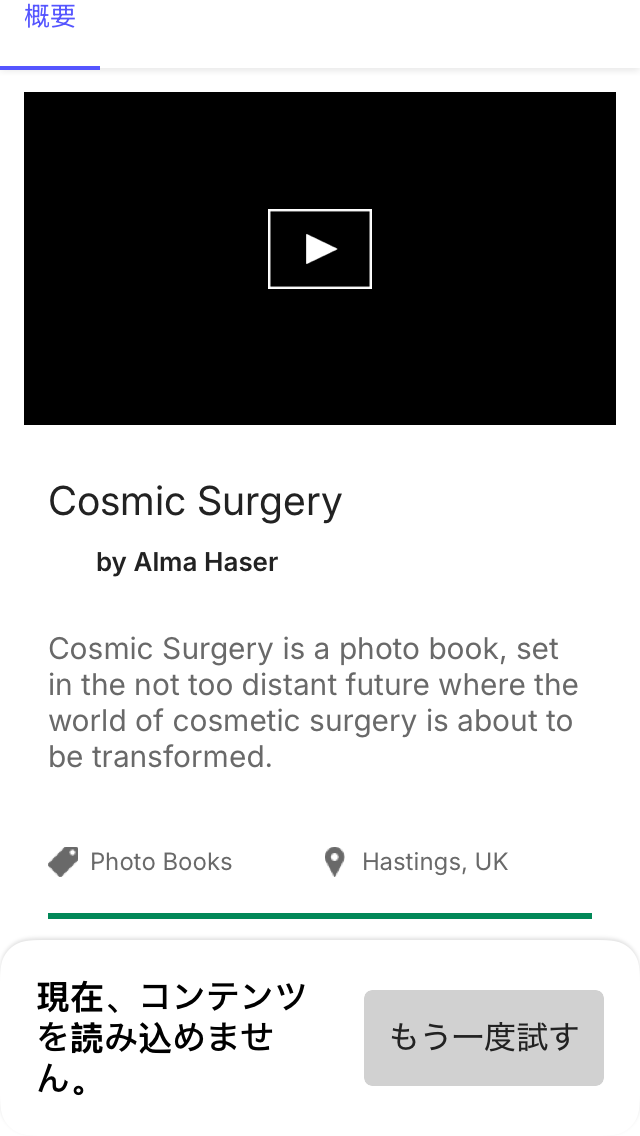 概要
Cosmic Surgery
by Alma Haser
Cosmic Surgery is a photo book, set
in the not too distant future where the
world of cosmetic surgery is about to
be transformed.
Photo Books
Hastings, UK
現在、コンテンツ
を読み込めませ
ん。
もう一度試す